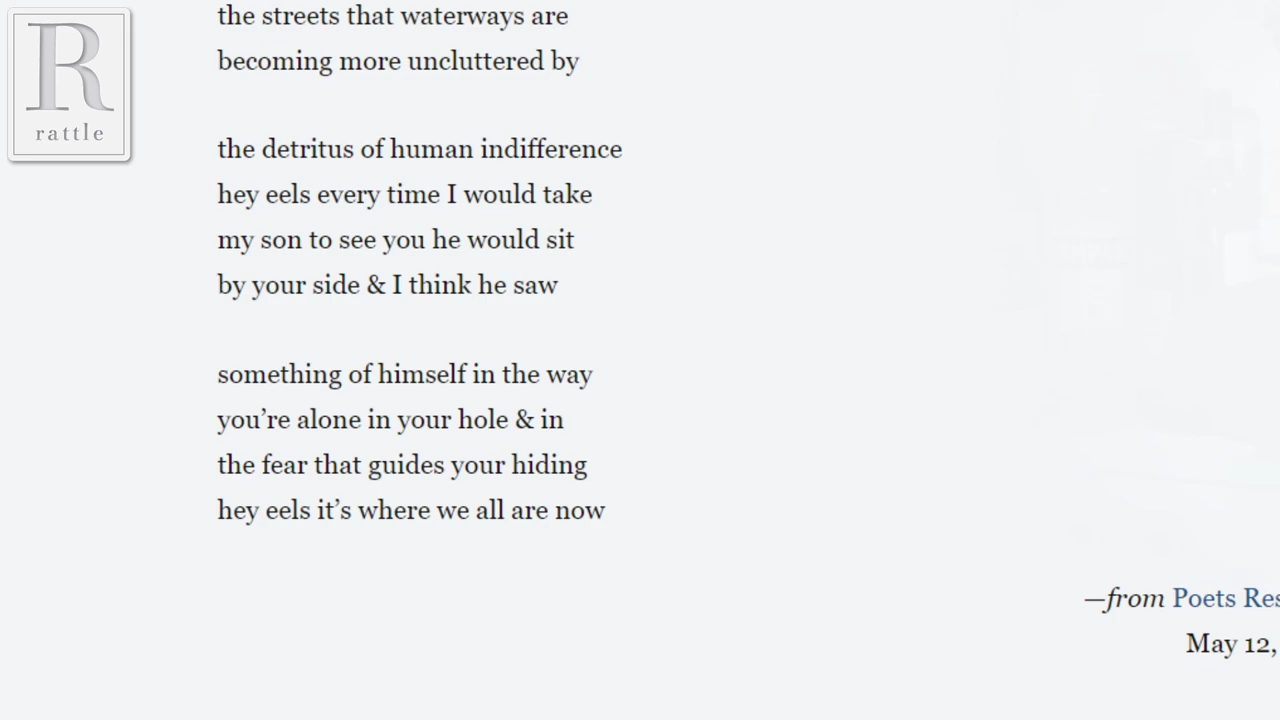 R
rattle
the streets that waterways are
becoming more uncluttered by
the detritus of human indifference
hey eels every time I would take
my son to see you he would sit
by your side & I think he saw
something of himself in the way
you’re alone in your hole & in
the fear that guides your hiding
hey eels it’s where we all are now
—from Poets Res
May 12,